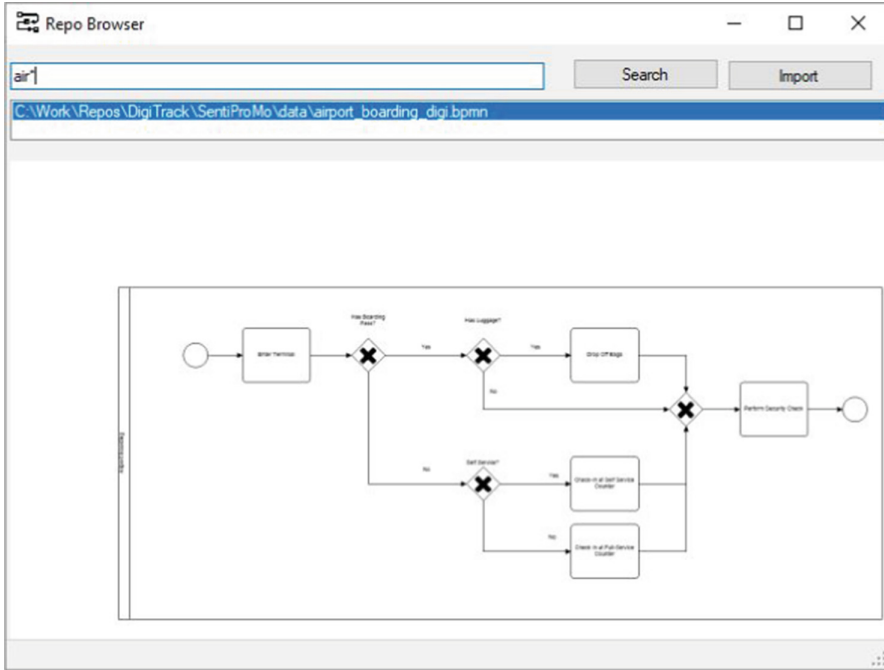 Repo Browser
air*
Search
Import
C:\Work\Repos\DigiTrack\SentiProMo\data\airport_boarding_digi.bpmn
Has Boarding
Pass?
Has Luggage?
Enter Terminal
Yes
Yes
Drop Off Bags
No
Perform Security Check
Airport Boarding
Self Service?
No
Yes
Check-in at Self Service
Counter
No
Check-in at Full-Service
Counter